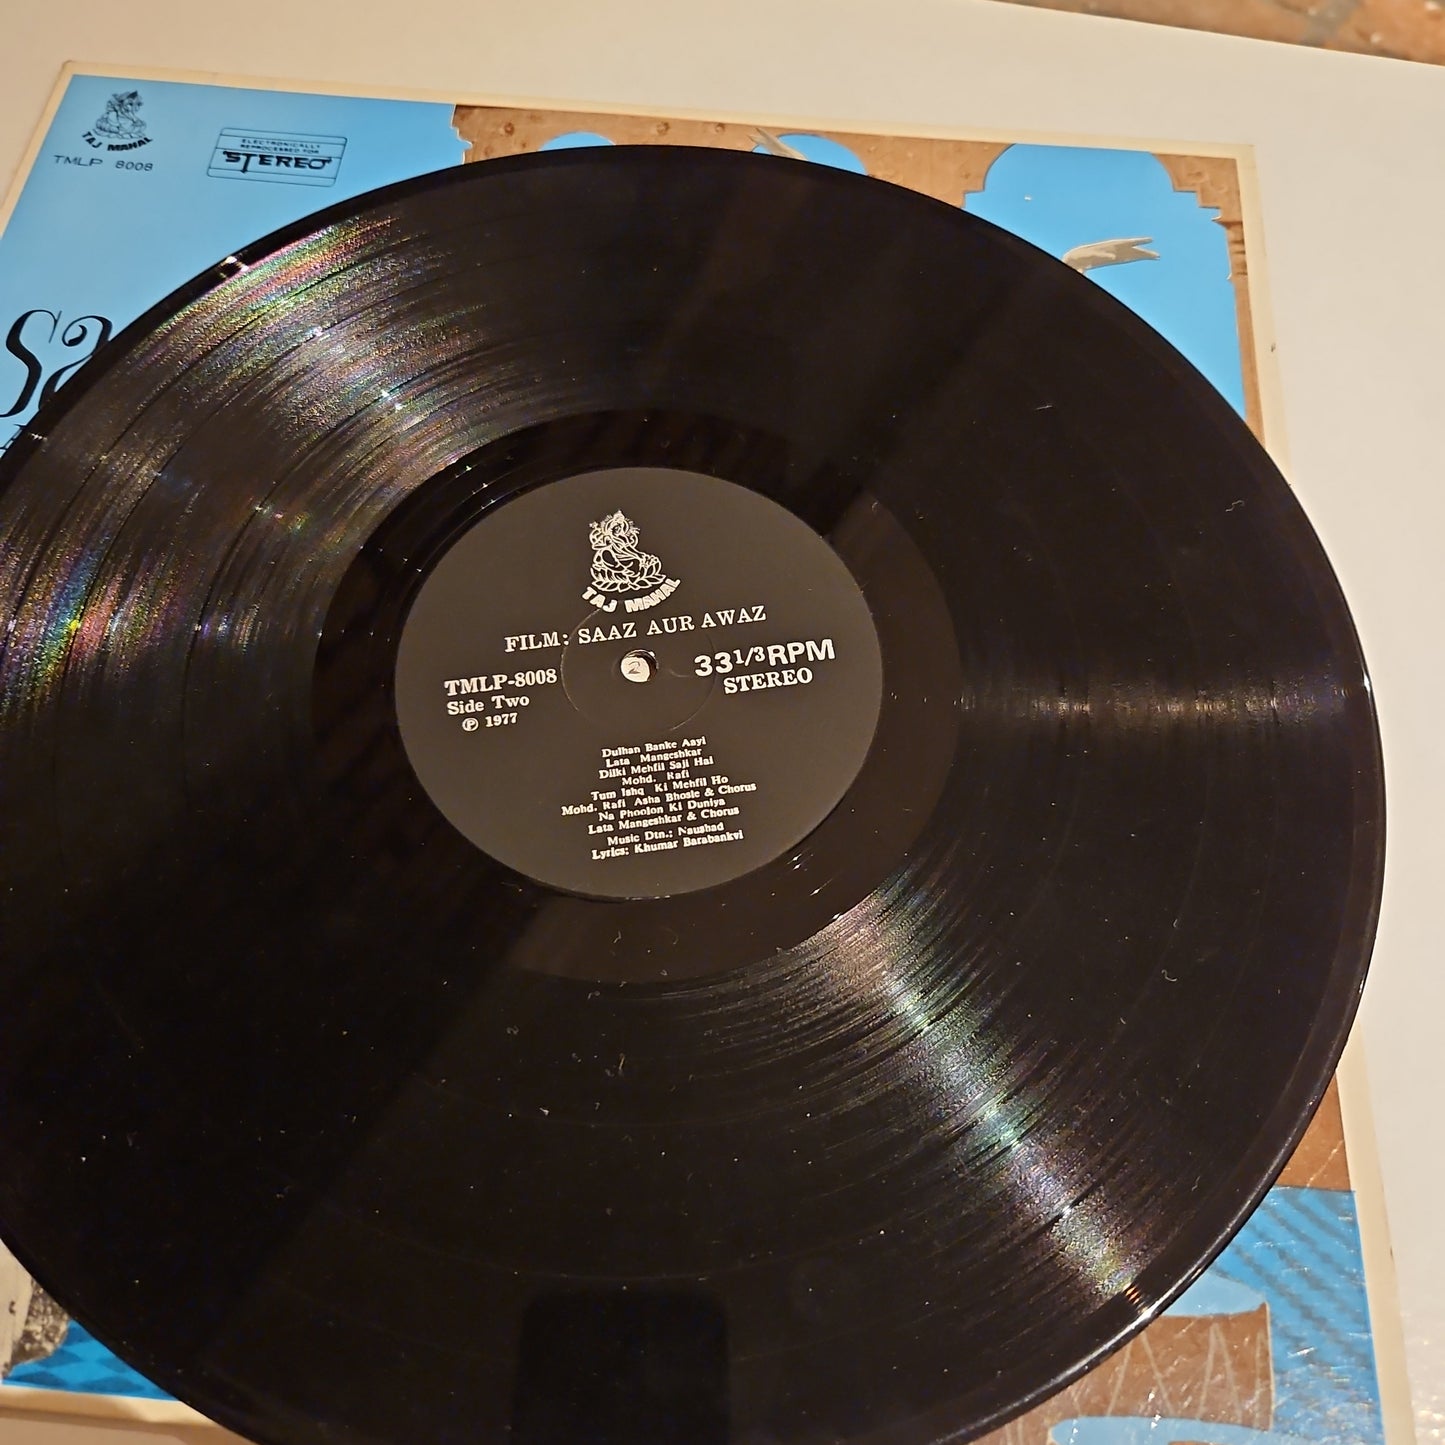 TAJ MAHAL
TMLP 8008
ELECTRONICALLY
REPROCESSED FOR
STEREO
Sa
TAJ MAHAL
FILM: SAAZ AUR AWAZ
TMLP-8008
Side Two
℗ 1977
33 1/3 RPM
STEREO
2
Dulhan Banke Aayi
Lata Mangeshkar
Dilki Mehfil Saji Hai
Mohd. Rafi
Tum Ishq Ki Mehfil Ho
Mohd. Rafi Asha Bhosle & Chorus
Na Phoolon Ki Duniya
Lata Mangeshkar & Chorus
Music Dtn.: Naushad
Lyrics: Khumar Barabankvi